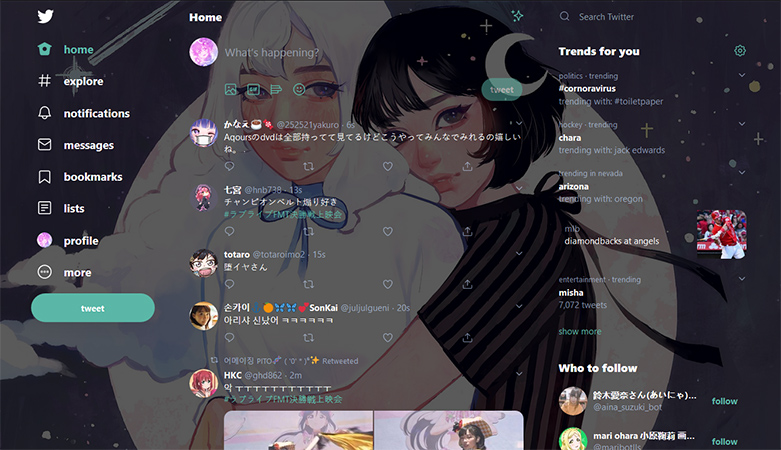 home
explore
notifications
messages
bookmarks
lists
profile
more
tweet
Home
What's happening?
GIF
tweet
かなえ @252521yakuro · 6s
Aqoursのdvdは全部持ってて見てるけどこうやってみんなでみれるの嬉しい
ね。
七宮 @hnb738 · 13s
チャンピオンベルト煽り好き
#ラブライブFMT決勝戦上映会
totaro @totaroimo2 · 15s
堕イヤさん
손카이 SonKai @juljulgueni · 20s
아리샤 신났어 ㅋㅋㅋㅋㅋㅋ
어메이징 PITO Retweeted
HKC @ghd862 · 2m
악 ㅜㅜㅜㅜㅜㅜㅜㅜㅜㅜㅜ
#ラブライブFMT決勝戦上映会
Search Twitter
Trends for you
politics · trending
#cornoravirus
trending with: #toiletpaper
hockey · trending
chara
trending with: jack edwards
trending in nevada
arizona
trending with: oregon
mlb
diamondbacks at angels
entertainment · trending
misha
7,072 tweets
show more
Who to follow
鈴木愛奈さん(あいにゃ)...
@aina_suzuki_bot
follow
mari ohara 小原鞠莉 画...
@maribotlls
follow